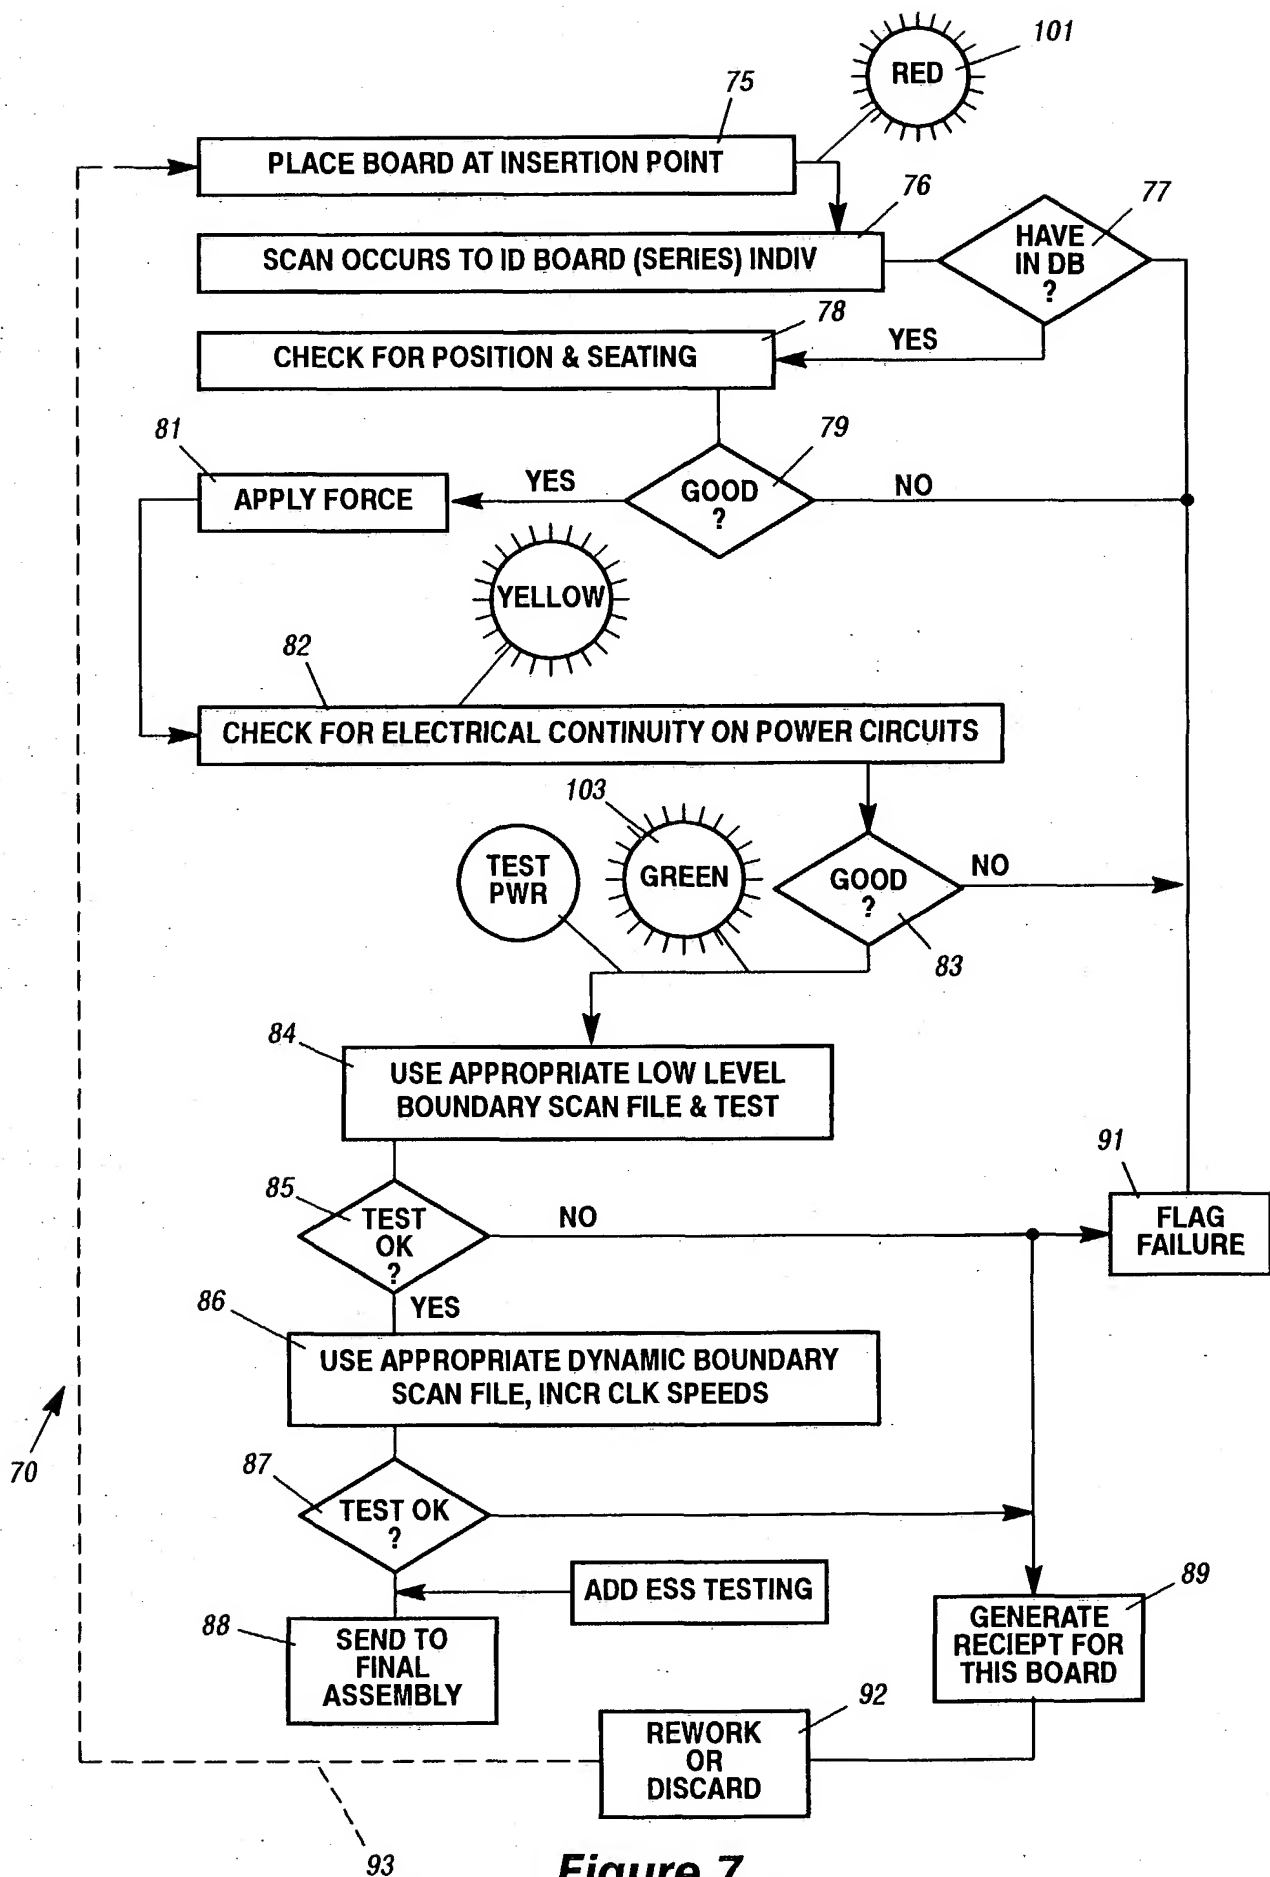 101
RED
75
PLACE BOARD AT INSERTION POINT
76
77
SCAN OCCURS TO ID BOARD (SERIES) INDIV
HAVE
IN DB
?
78
YES
CHECK FOR POSITION & SEATING
81
79
APPLY FORCE
YES
GOOD
?
NO
YELLOW
82
CHECK FOR ELECTRICAL CONTINUITY ON POWER CIRCUITS
103
TEST
PWR
GREEN
GOOD
?
NO
83
84
USE APPROPRIATE LOW LEVEL
BOUNDARY SCAN FILE & TEST
91
85
TEST
OK
?
NO
FLAG
FAILURE
YES
86
USE APPROPRIATE DYNAMIC BOUNDARY
SCAN FILE, INCR CLK SPEEDS
70
87
TEST OK
?
ADD ESS TESTING
89
88
SEND TO
FINAL
ASSEMBLY
GENERATE
RECIEPT FOR
THIS BOARD
92
REWORK
OR
DISCARD
93
Figure 7